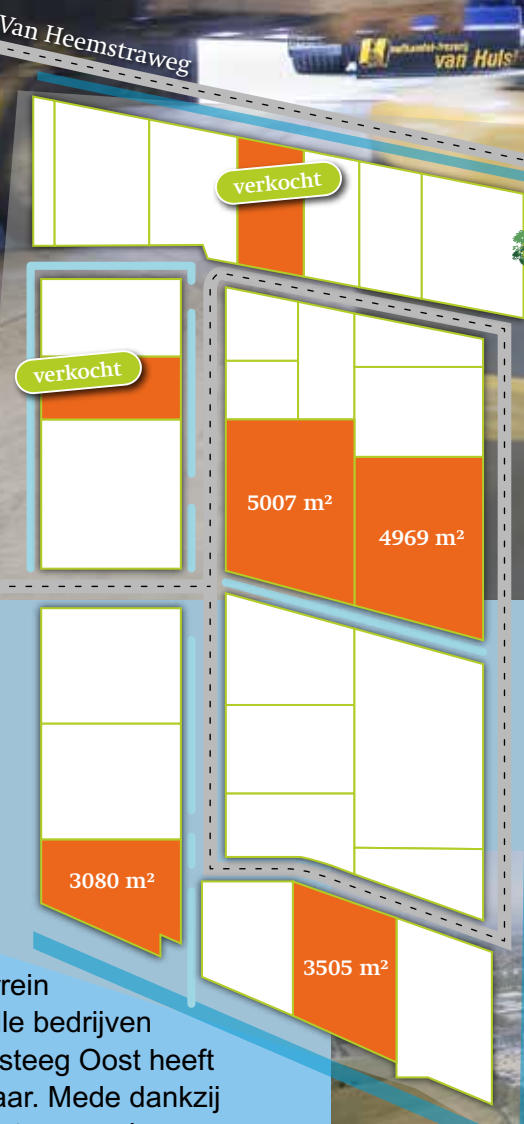 Van Heemstraweg
van Hulst
verkocht
verkocht
5007 m²
4969 m²
3080 m²
3505 m²
rein
lle bedrijven
steeg Oost heeft
aar. Mede dankzij